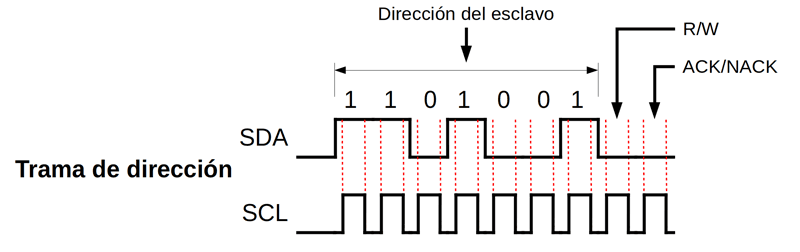 Dirección del esclavo
R/W
ACK/NACK
1 1 0 1 0 0 1
SDA
Trama de dirección
SCL